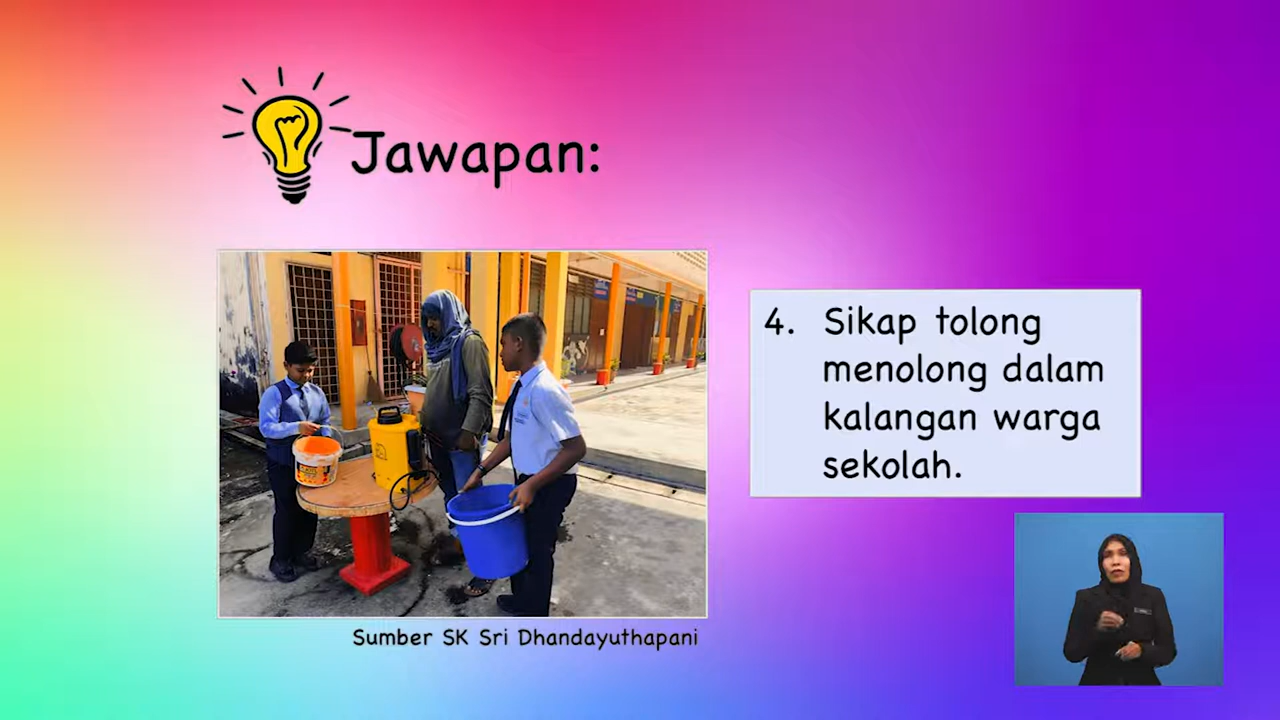 Jawapan:
4. Sikap tolong
menolong dalam
kalangan warga
sekolah.
Sumber SK Sri Dhandayuthapani